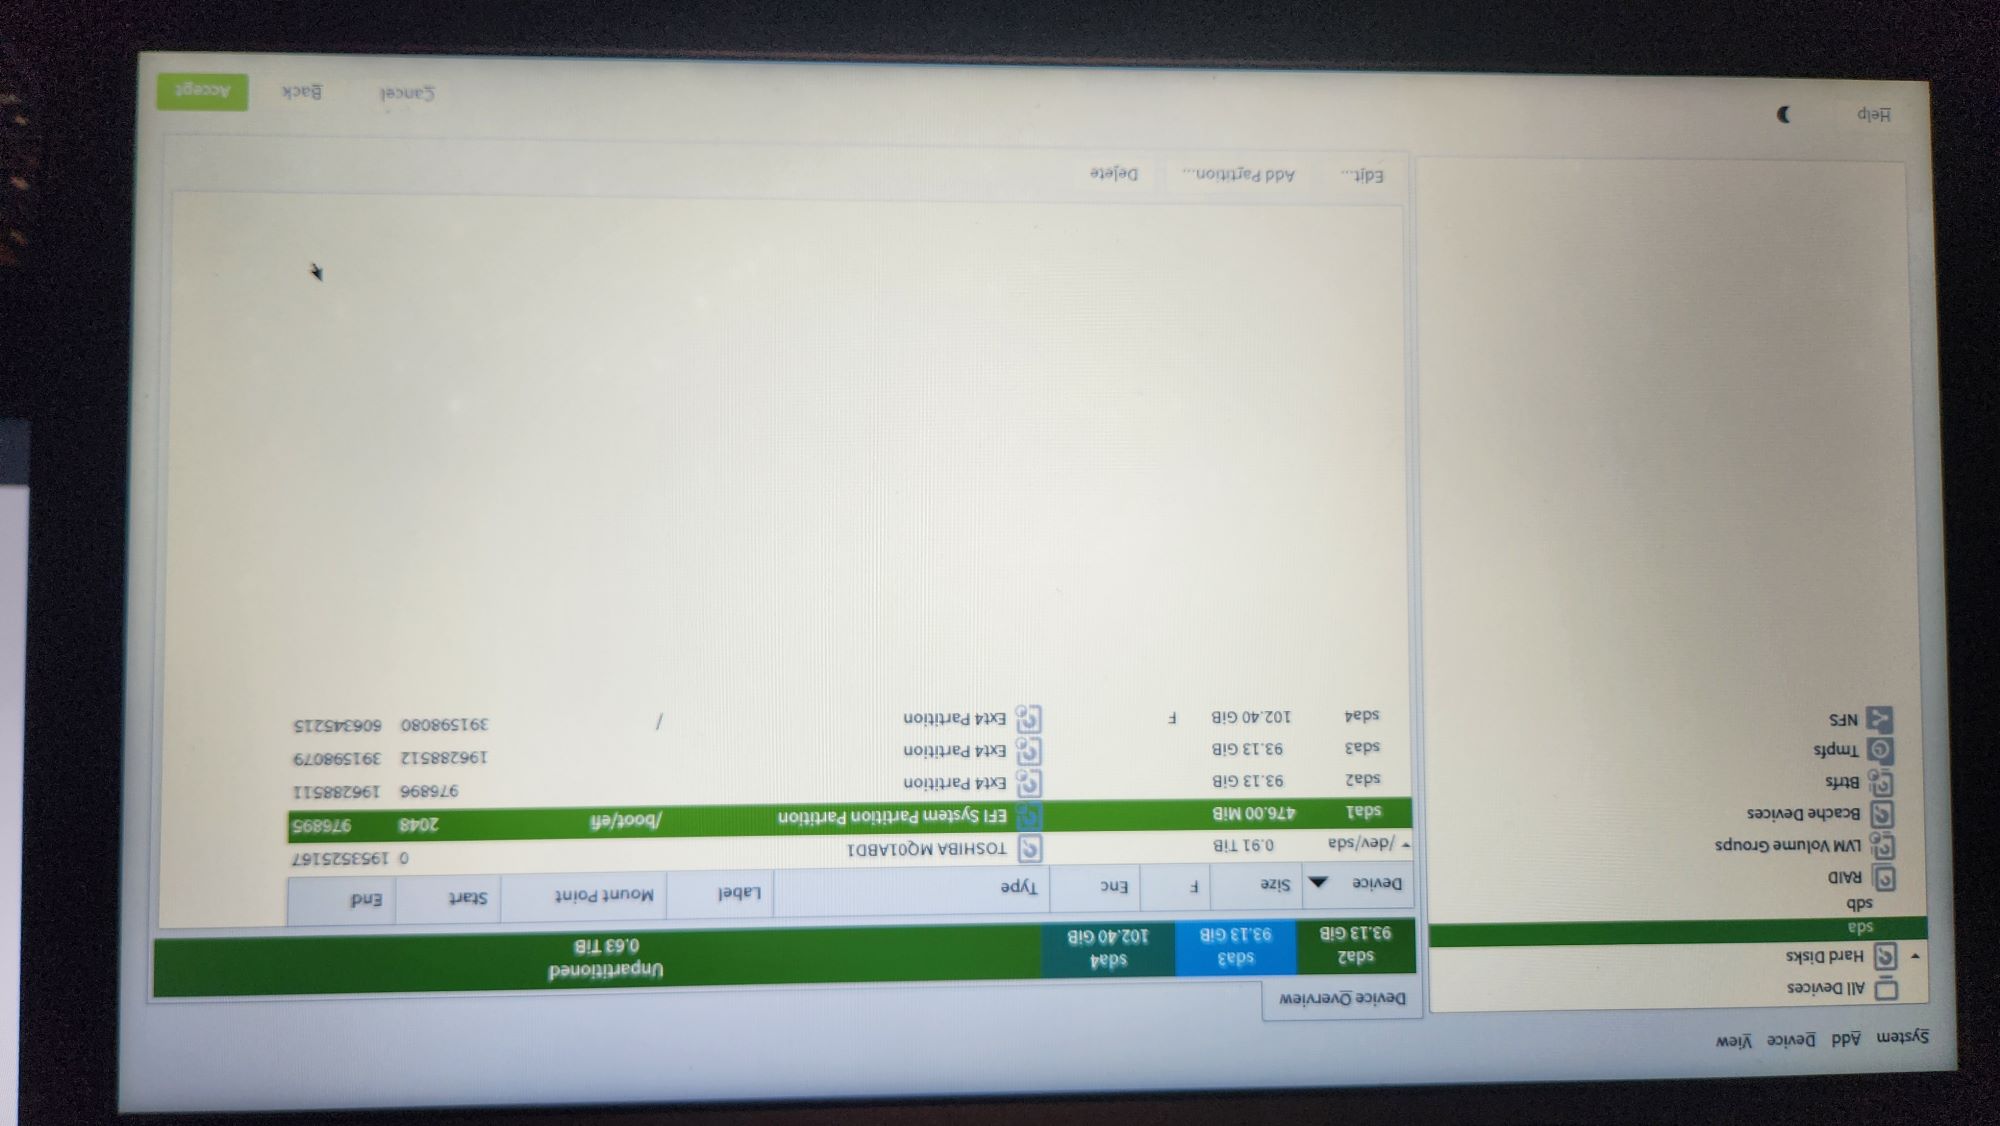 System Add Device View
All Devices
Hard Disks
sda
sdb
RAID
LVM Volume Groups
Bcache Devices
Btrfs
Tmpfs
NFS
Device Overview
sda2 sda3 sda4 Unpartitioned
93.13 GiB 93.13 GiB 102.40 GiB 0.63 TiB
Device Size F Enc Type Label Mount Point Start End
/dev/sda 0.91 TiB TOSHIBA MQ01ABD1 0 1953525167
sda1 476.00 MiB EFI System Partition Partition /boot/efi 2048 976895
sda2 93.13 GiB Ext4 Partition 976896 196288511
sda3 93.13 GiB Ext4 Partition 196288512 391598079
sda4 102.40 GiB F Ext4 Partition / 391598080 606345215
Edit... Add Partition... Delete
Help
Cancel Back Accept